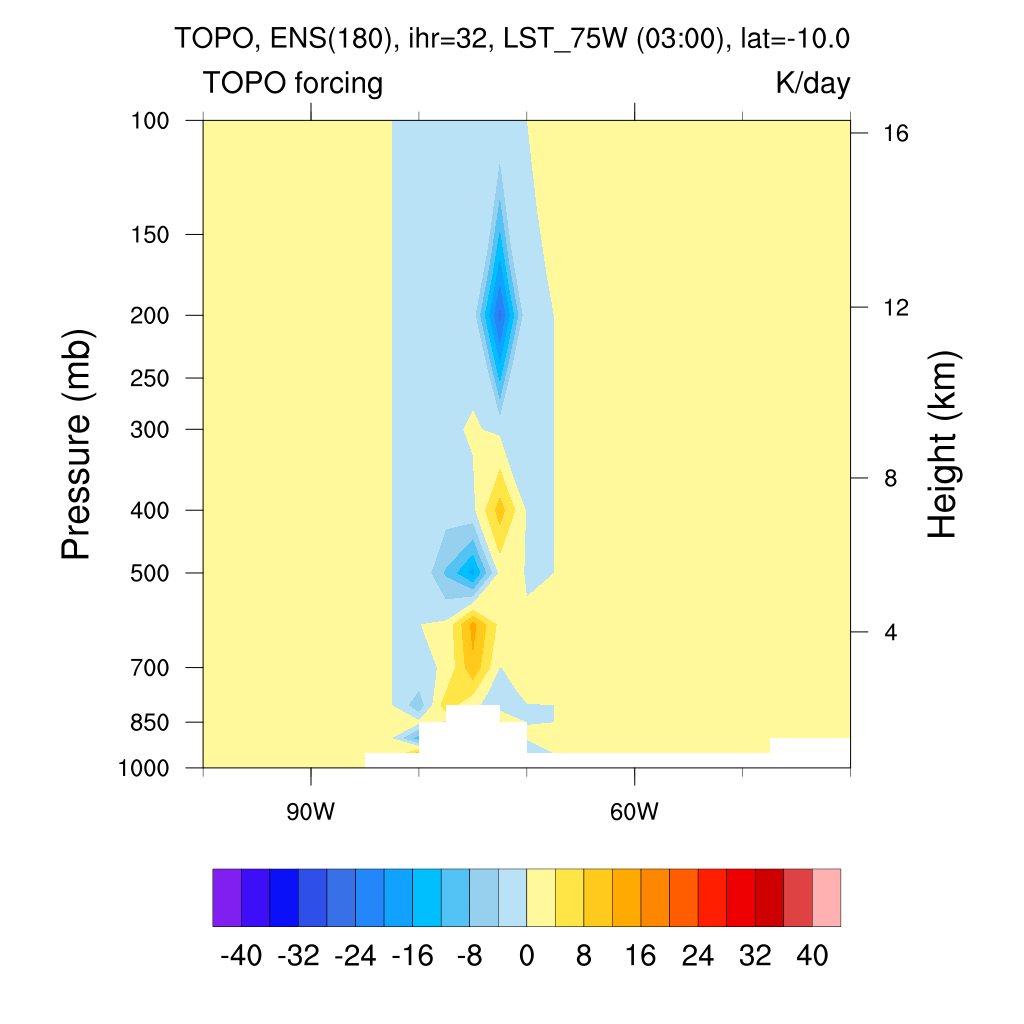 TOPO, ENS(180), ihr=32, LST_75W (03:00), lat=-10.0
TOPO forcing K/day
100
150
200
250
300
400
500
700
850
1000
Pressure (mb)
16
12
8
4
Height (km)
90W 60W
-40 -32 -24 -16 -8 0 8 16 24 32 40